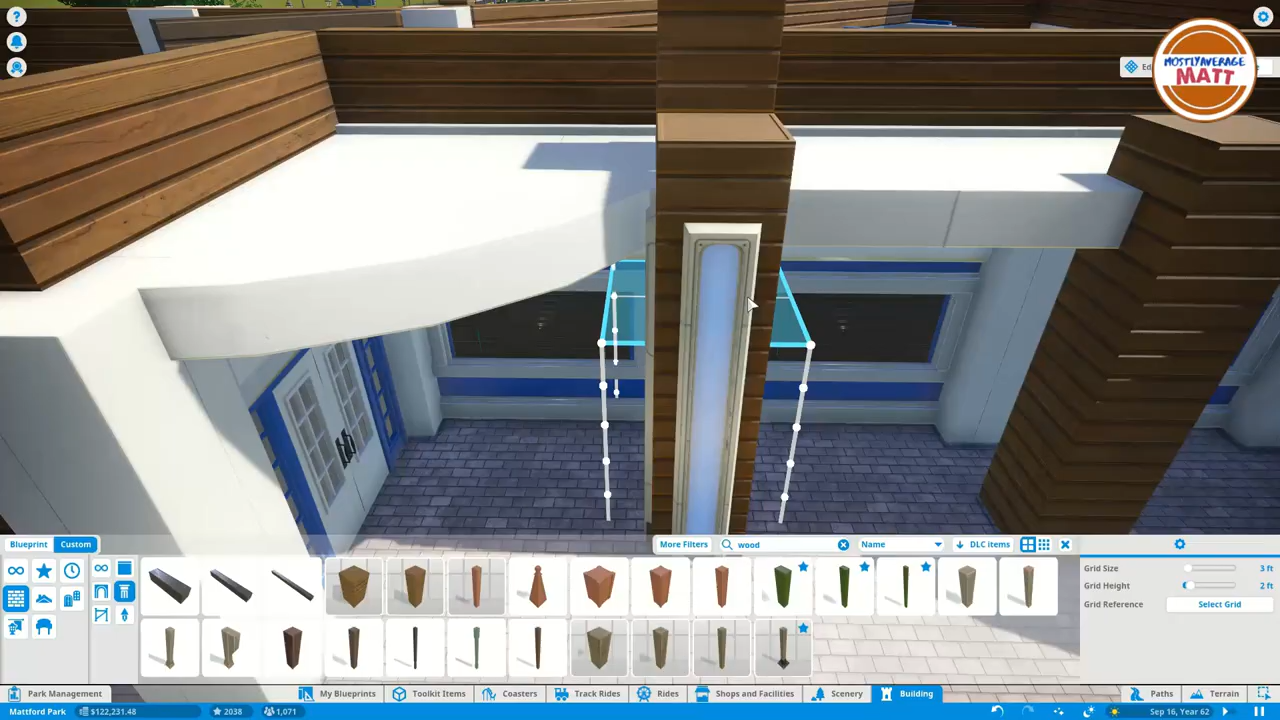 ?
MOSTLYAVERAGE
MATT
Ed
Blueprint
Custom
More Filters
wood
Name
DLC items
Grid Size
3 ft
Grid Height
2 ft
Grid Reference
Select Grid
Park Management
My Blueprints
Toolkit Items
Coasters
Track Rides
Rides
Shops and Facilities
Scenery
Building
Paths
Terrain
Mattford Park
$122,231.48
2038
1,071
Sep 16, Year 62